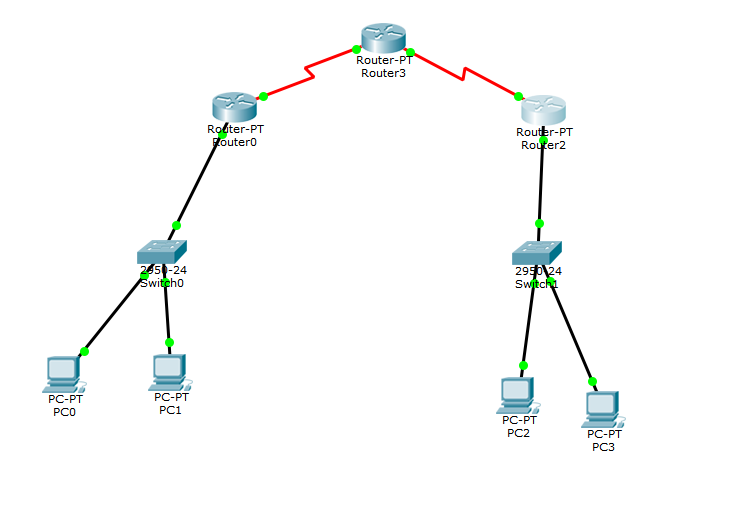 Router-PT
Router3
Router-PT
Router0
Router-PT
Router2
2950-24
Switch0
2950-24
Switch1
PC-PT
PC0
PC-PT
PC1
PC-PT
PC2
PC-PT
PC3